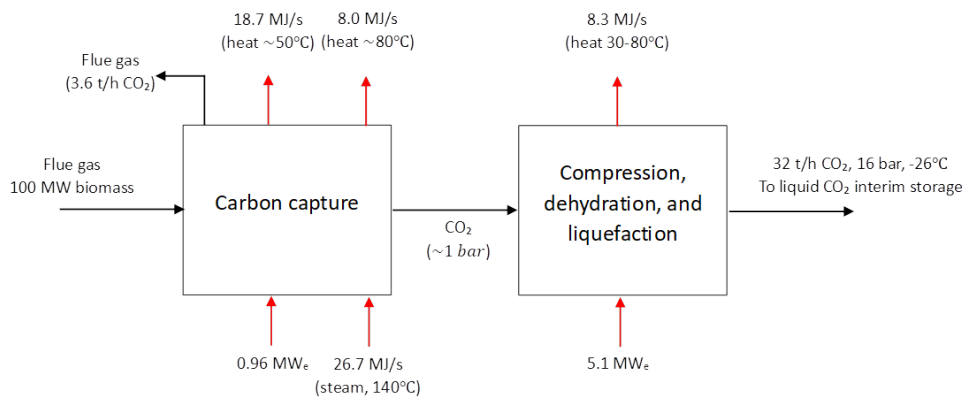 18.7 MJ/s
(heat ~50°C)
8.0 MJ/s
(heat ~80°C)
8.3 MJ/s
(heat 30-80°C)
Flue gas
(3.6 t/h CO₂)
Flue gas
100 MW biomass
Carbon capture
CO₂
(~1 bar)
Compression,
dehydration, and
liquefaction
32 t/h CO₂, 16 bar, -26°C
To liquid CO₂ interim storage
0.96 MWₑ
26.7 MJ/s
(steam, 140°C)
5.1 MWₑ